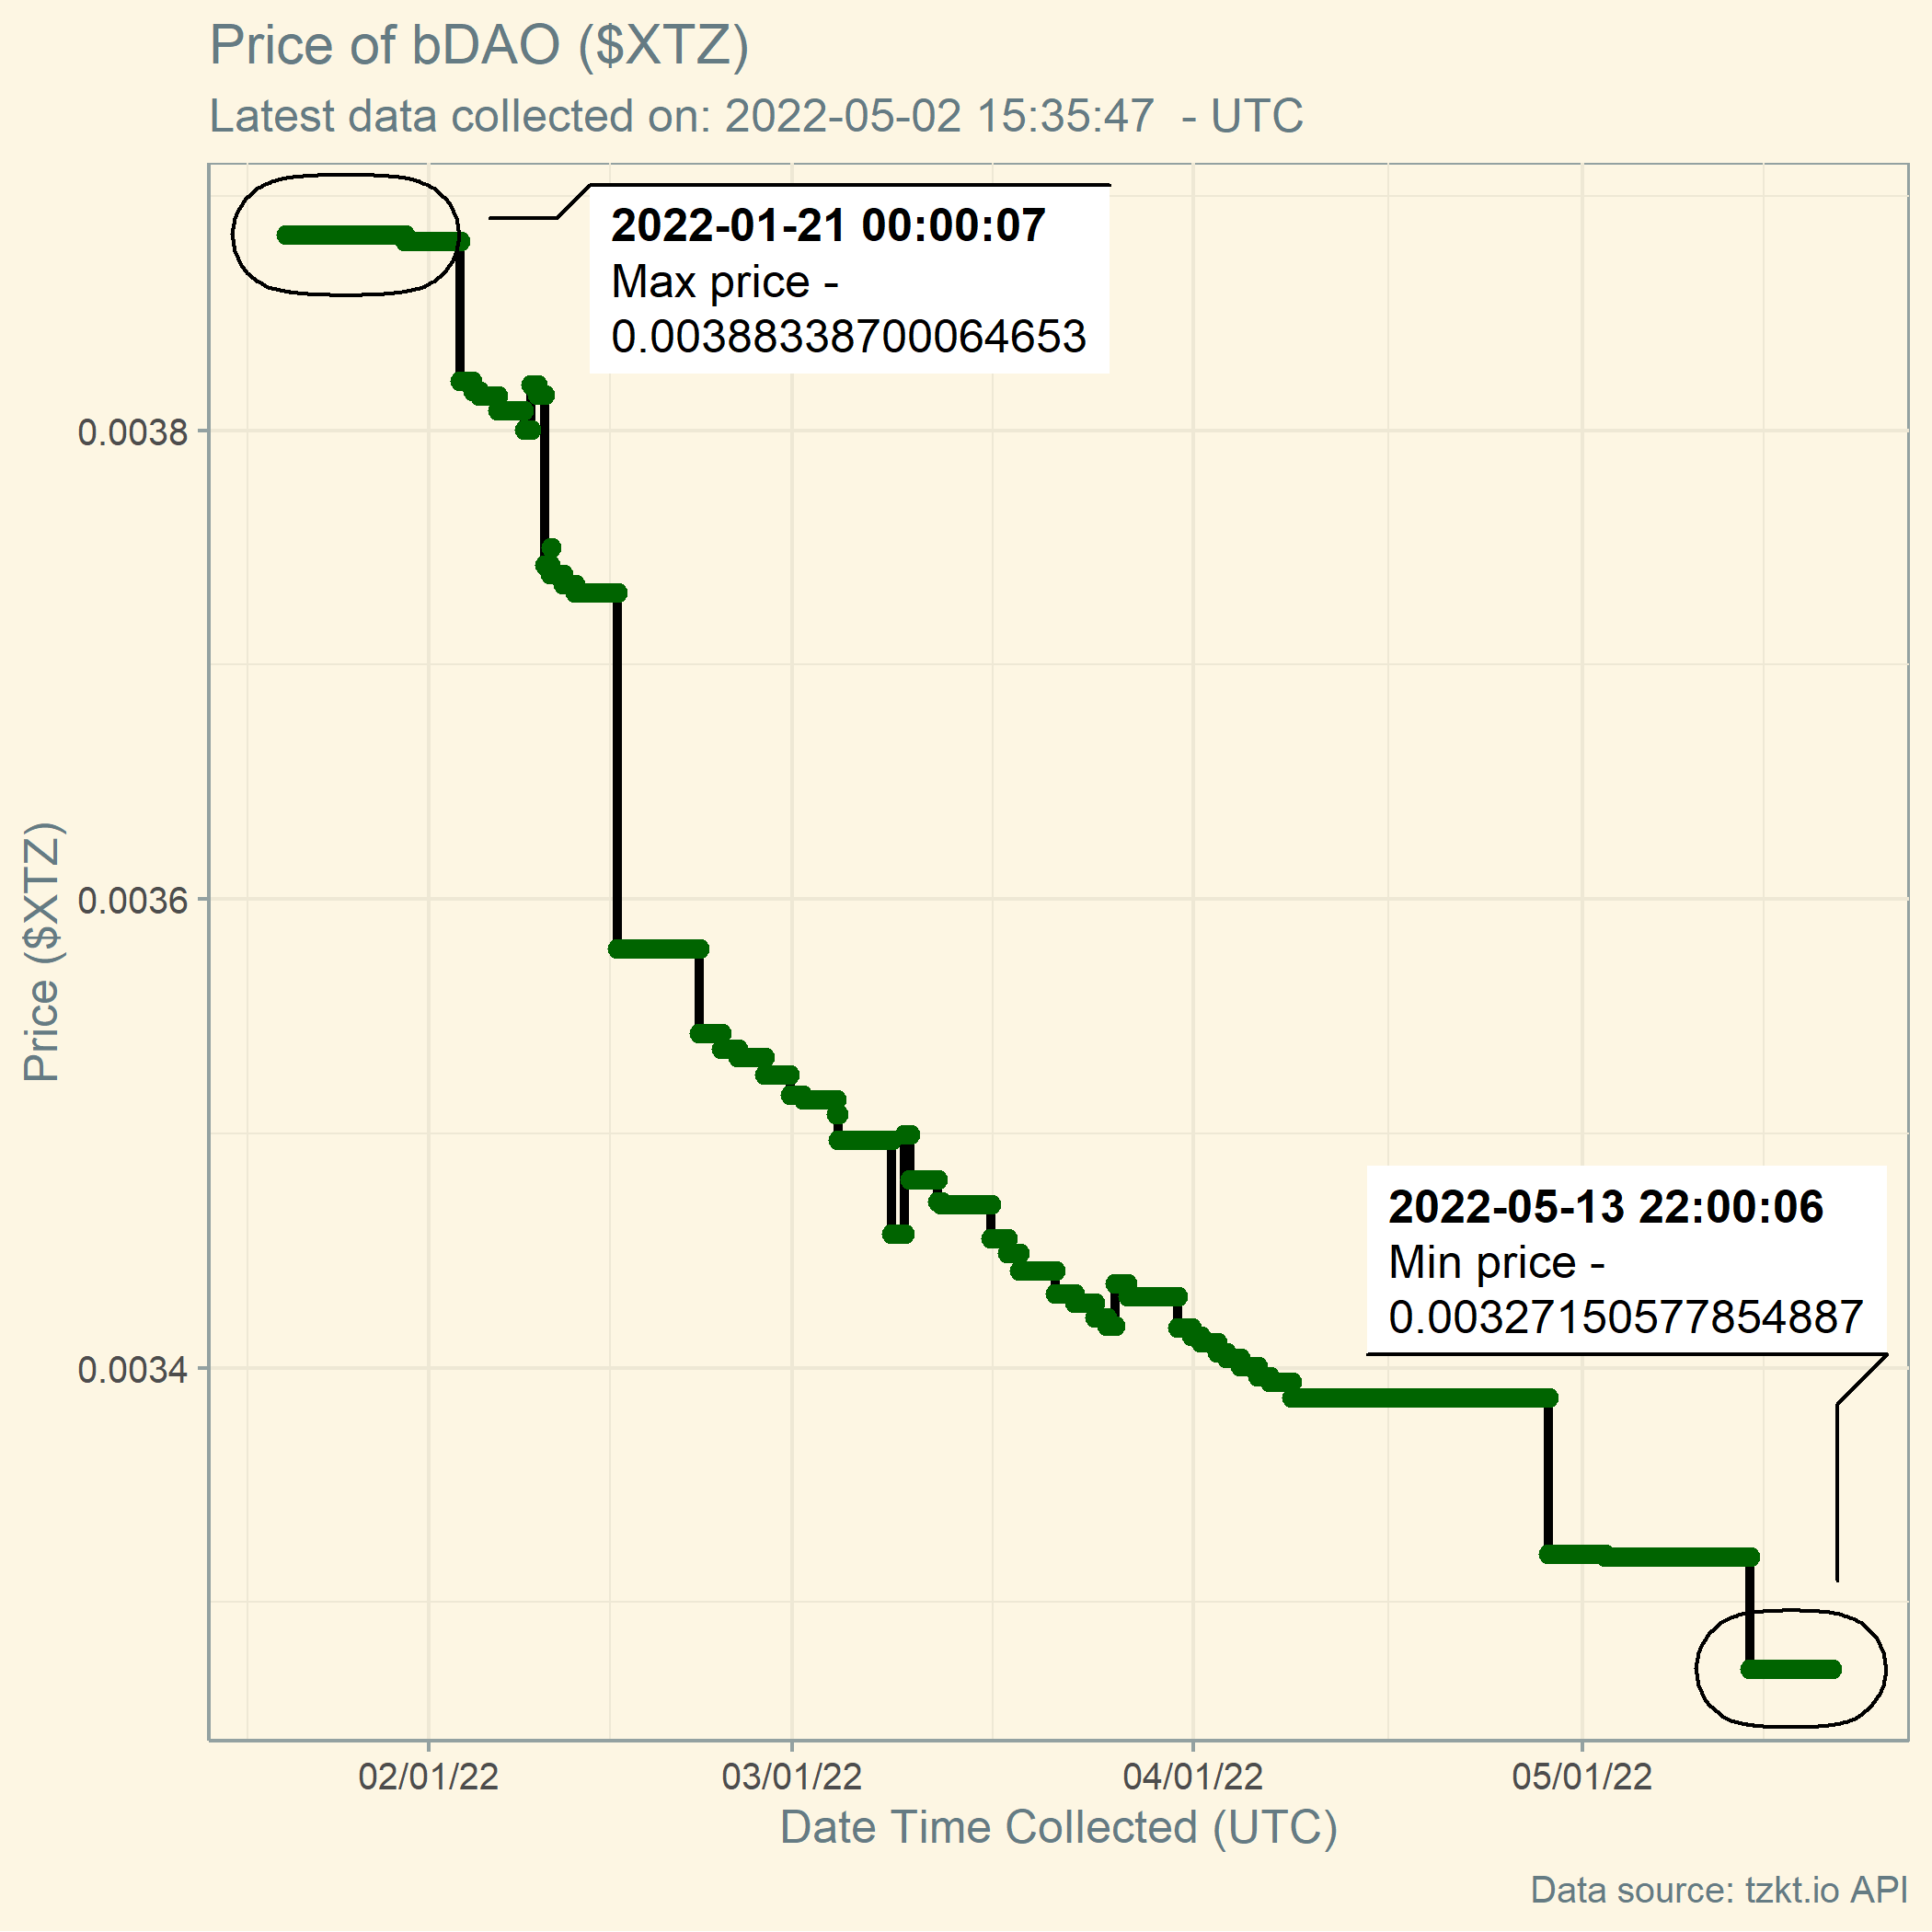 Price of bDAO ($XTZ)
Latest data collected on: 2022-05-02 15:35:47  - UTC
2022-01-21 00:00:07
Max price -
0.00388338700064653
0.0038
0.0036
0.0034
Price ($XTZ)
2022-05-13 22:00:06
Min price -
0.00327150577854887
02/01/22
03/01/22
04/01/22
05/01/22
Date Time Collected (UTC)
Data source: tzkt.io API